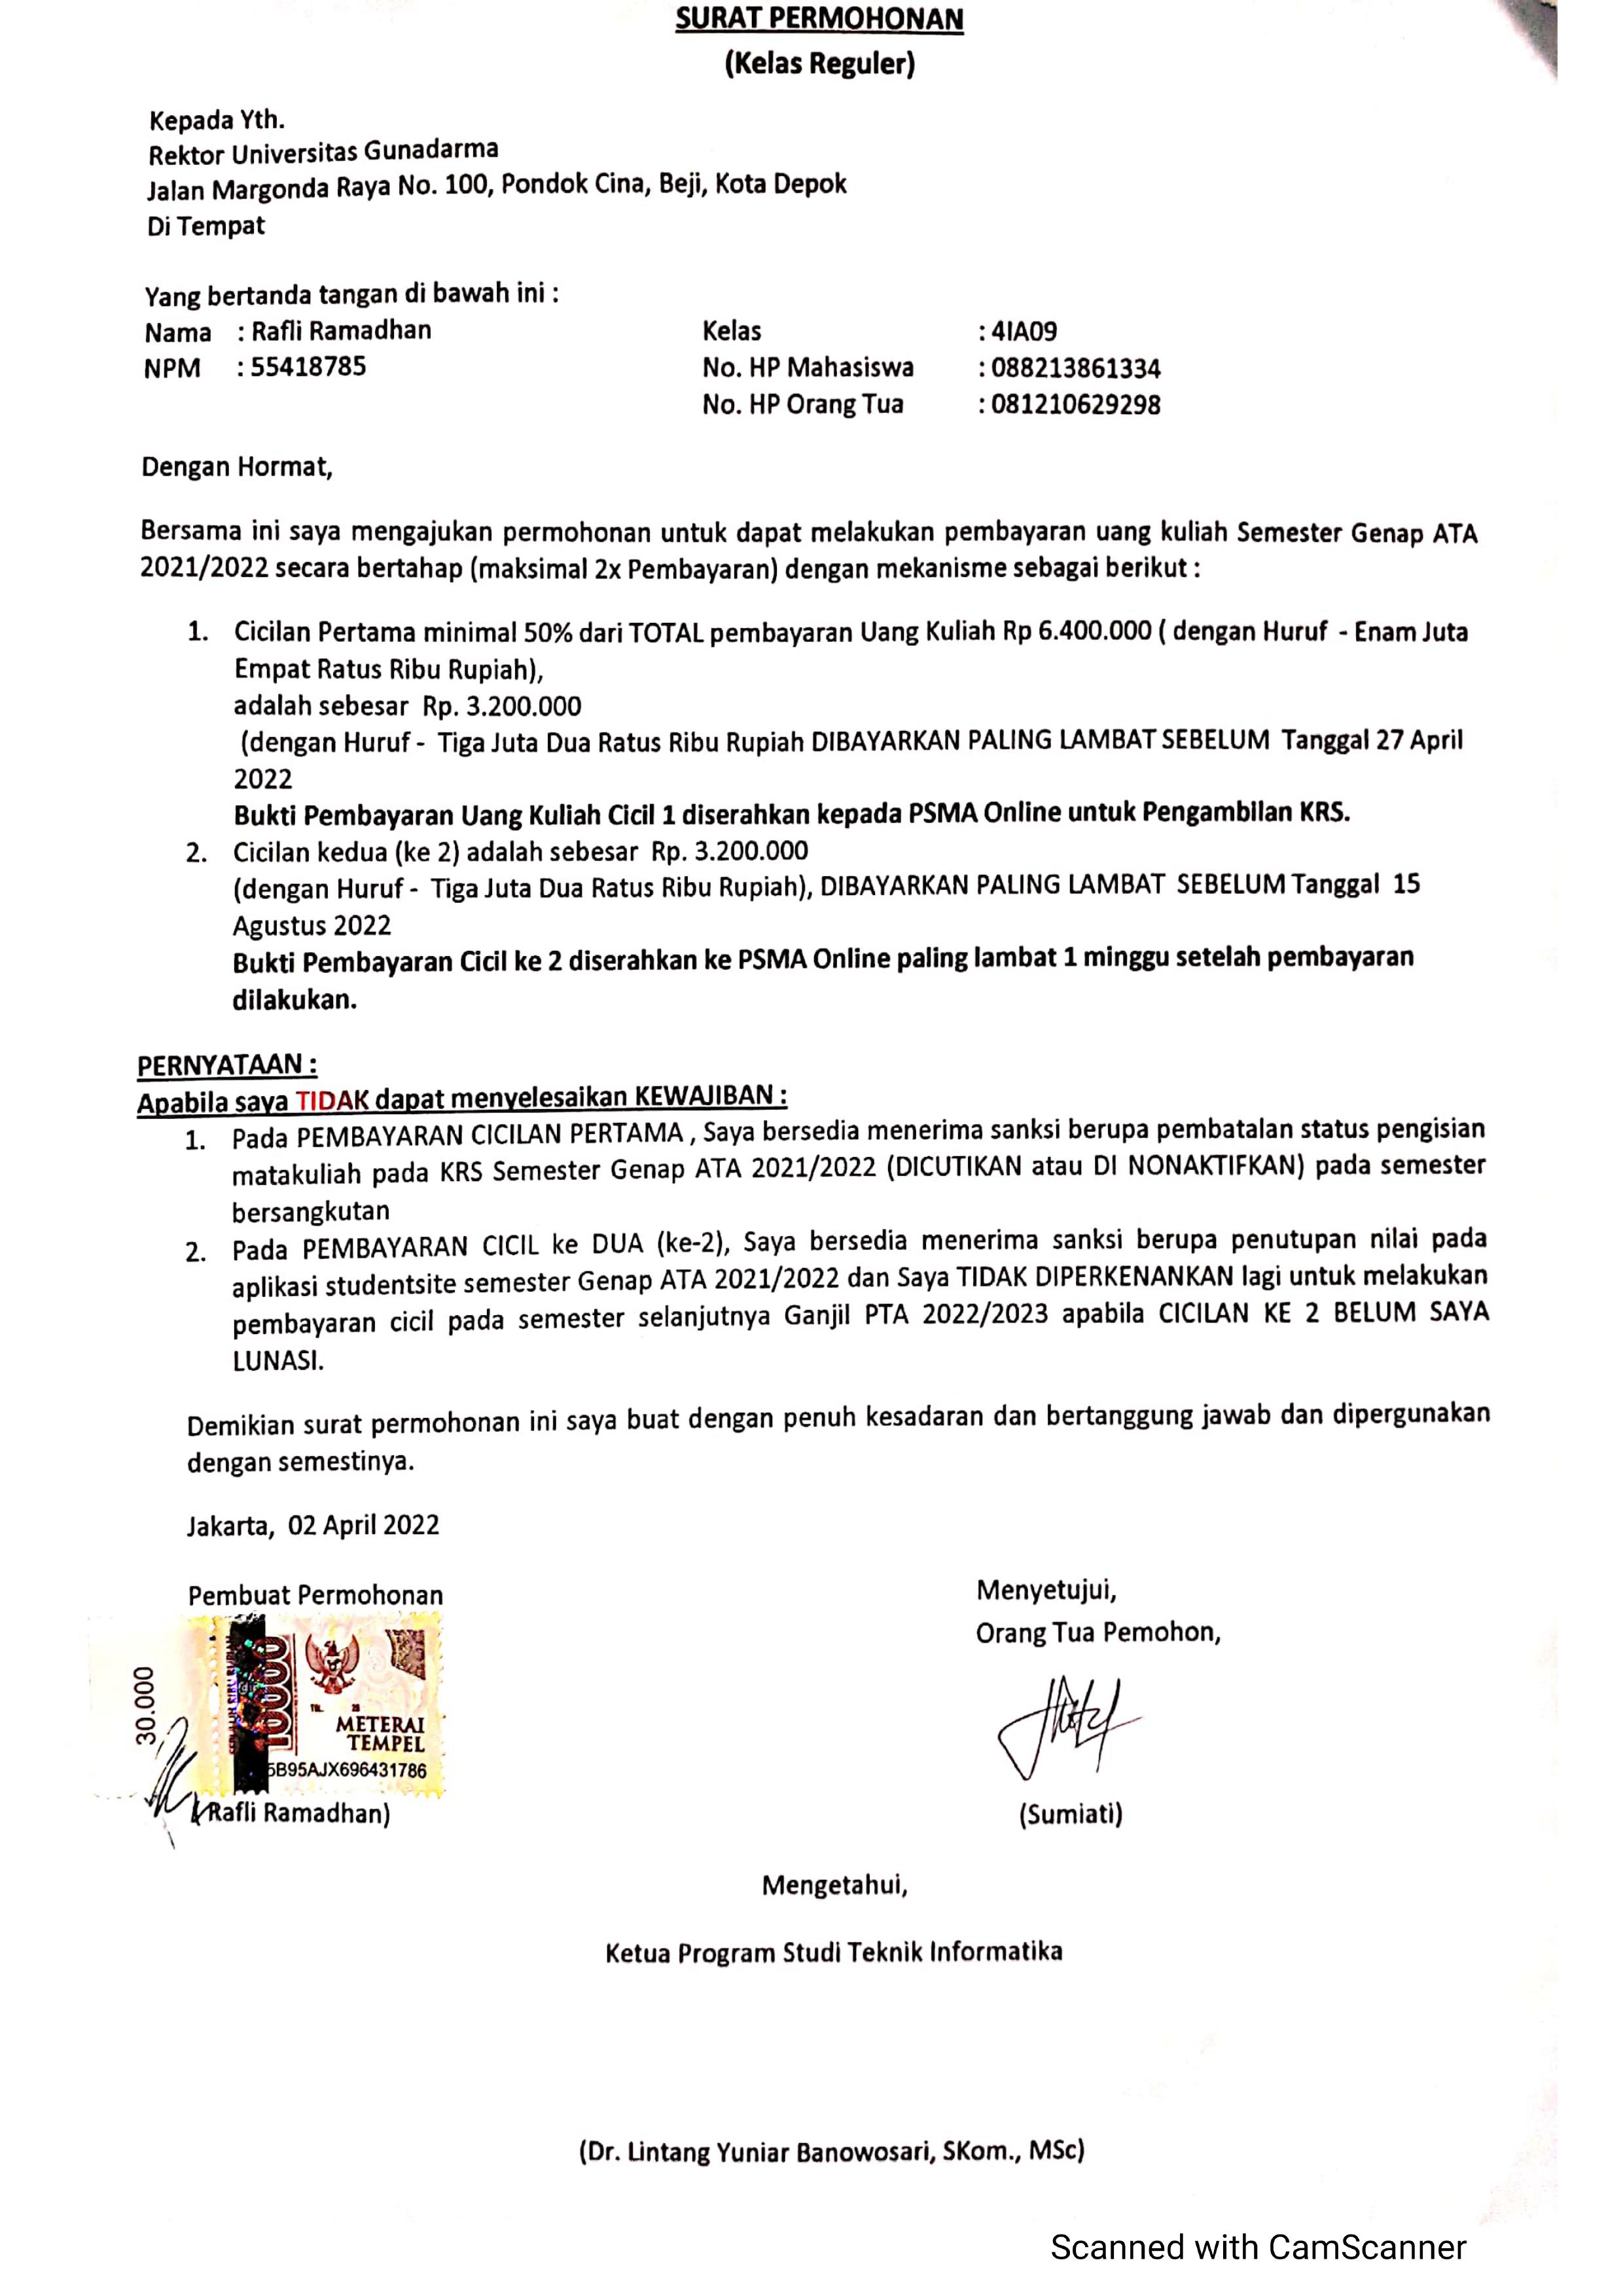 SURAT PERMOHONAN
(Kelas Reguler)
Kepada Yth.
Rektor Universitas Gunadarma
Jalan Margonda Raya No. 100, Pondok Cina, Beji, Kota Depok
Di Tempat
Yang bertanda tangan di bawah ini :
Nama : Rafli Ramadhan Kelas : 4IA09
NPM : 55418785 No. HP Mahasiswa : 088213861334
No. HP Orang Tua : 081210629298
Dengan Hormat,
Bersama ini saya mengajukan permohonan untuk dapat melakukan pembayaran uang kuliah Semester Genap ATA
2021/2022 secara bertahap (maksimal 2x Pembayaran) dengan mekanisme sebagai berikut :
1. Cicilan Pertama minimal 50% dari TOTAL pembayaran Uang Kuliah Rp 6.400.000 ( dengan Huruf - Enam Juta
Empat Ratus Ribu Rupiah),
adalah sebesar Rp. 3.200.000
(dengan Huruf - Tiga Juta Dua Ratus Ribu Rupiah DIBAYARKAN PALING LAMBAT SEBELUM Tanggal 27 April
2022
Bukti Pembayaran Uang Kuliah Cicil 1 diserahkan kepada PSMA Online untuk Pengambilan KRS.
2. Cicilan kedua (ke 2) adalah sebesar Rp. 3.200.000
(dengan Huruf - Tiga Juta Dua Ratus Ribu Rupiah), DIBAYARKAN PALING LAMBAT SEBELUM Tanggal 15
Agustus 2022
Bukti Pembayaran Cicil ke 2 diserahkan ke PSMA Online paling lambat 1 minggu setelah pembayaran
dilakukan.
PERNYATAAN :
Apabila saya TIDAK dapat menyelesaikan KEWAJIBAN :
1. Pada PEMBAYARAN CICILAN PERTAMA , Saya bersedia menerima sanksi berupa pembatalan status pengisian
matakuliah pada KRS Semester Genap ATA 2021/2022 (DICUTIKAN atau DI NONAKTIFKAN) pada semester
bersangkutan
2. Pada PEMBAYARAN CICIL ke DUA (ke-2), Saya bersedia menerima sanksi berupa penutupan nilai pada
aplikasi studentsite semester Genap ATA 2021/2022 dan Saya TIDAK DIPERKENANKAN lagi untuk melakukan
pembayaran cicil pada semester selanjutnya Ganjil PTA 2022/2023 apabila CICILAN KE 2 BELUM SAYA
LUNASI.
Demikian surat permohonan ini saya buat dengan penuh kesadaran dan bertanggung jawab dan dipergunakan
dengan semestinya.
Jakarta, 02 April 2022
Pembuat Permohonan Menyetujui,
Orang Tua Pemohon,
30.000
10000
METERAI
TEMPEL
5B95AJX696431786
(Rafli Ramadhan) (Sumiati)
Mengetahui,
Ketua Program Studi Teknik Informatika
(Dr. Lintang Yuniar Banowosari, SKom., MSc)
Scanned with CamScanner